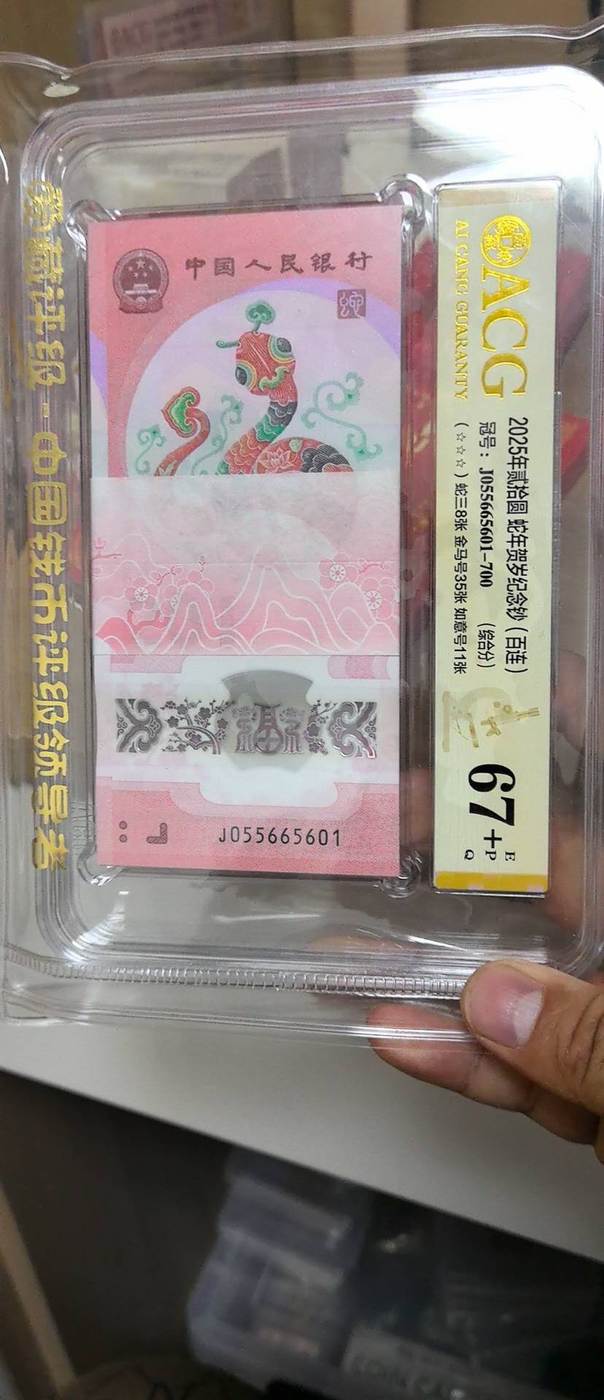 中国人民银行
蛇
福
J055665601
ACG
AI CANG GUARANTY
2025年贰拾圆 蛇年贺岁纪念钞（百连）
冠号：J055665601-700 （综合分）
（☆☆☆）蛇三8张 金马号35张 如意号11张
67+
E
P
Q
爱藏评级-中国钱币评级领导者